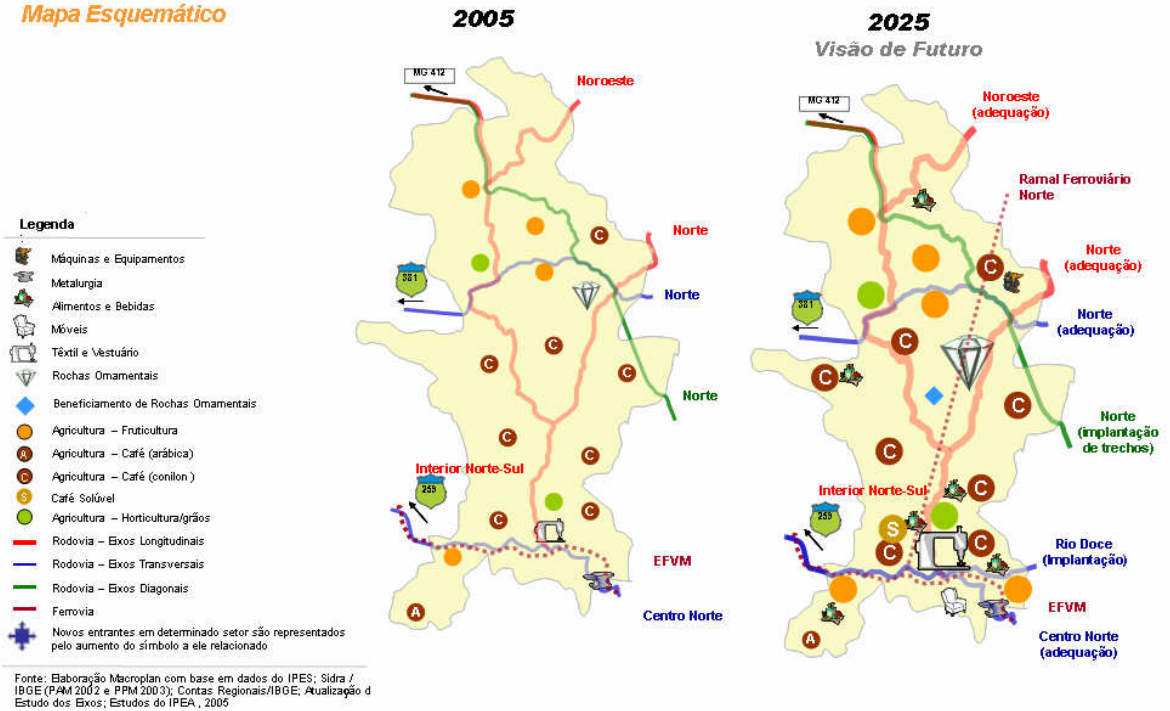 Mapa Esquemático
2005
2025
Visão de Futuro
MG 412
Noroeste
Norte
381
Norte
Norte
C
C
C
C
C
C
C
C
Interior Norte-Sul
259
EFVM
Centro Norte
A
MG 412
Noroeste
(adequação)
Ramal Ferroviário
Norte
Norte
(adequação)
381
Norte
(adequação)
Norte
(implantação
de trechos)
C
C
C
C
C
C
C
C
S
Interior Norte-Sul
259
Rio Doce
(Implantação)
EFVM
Centro Norte
(adequação)
A
Legenda
Máquinas e Equipamentos
Metalurgia
Alimentos e Bebidas
Móveis
Têxtil e Vestuário
Rochas Ornamentais
Beneficiamento de Rochas Ornamentais
Agricultura – Fruticultura
A Agricultura – Café (arábica)
C Agricultura – Café (conilon )
S Café Solúvel
Agricultura – Horticultura/grãos
Rodovia – Eixos Longitudinais
Rodovia – Eixos Transversais
Rodovia – Eixos Diagonais
Ferrovia
Novos entrantes em determinado setor são representados
pelo aumento do símbolo a ele relacionado
Fonte: Elaboração Macroplan com base em dados do IPES; Sidra /
IBGE (PAM 2002 e PPM 2003); Contas Regionais/IBGE; Atualização d
Estudo dos Eixos; Estudos do IPEA , 2005